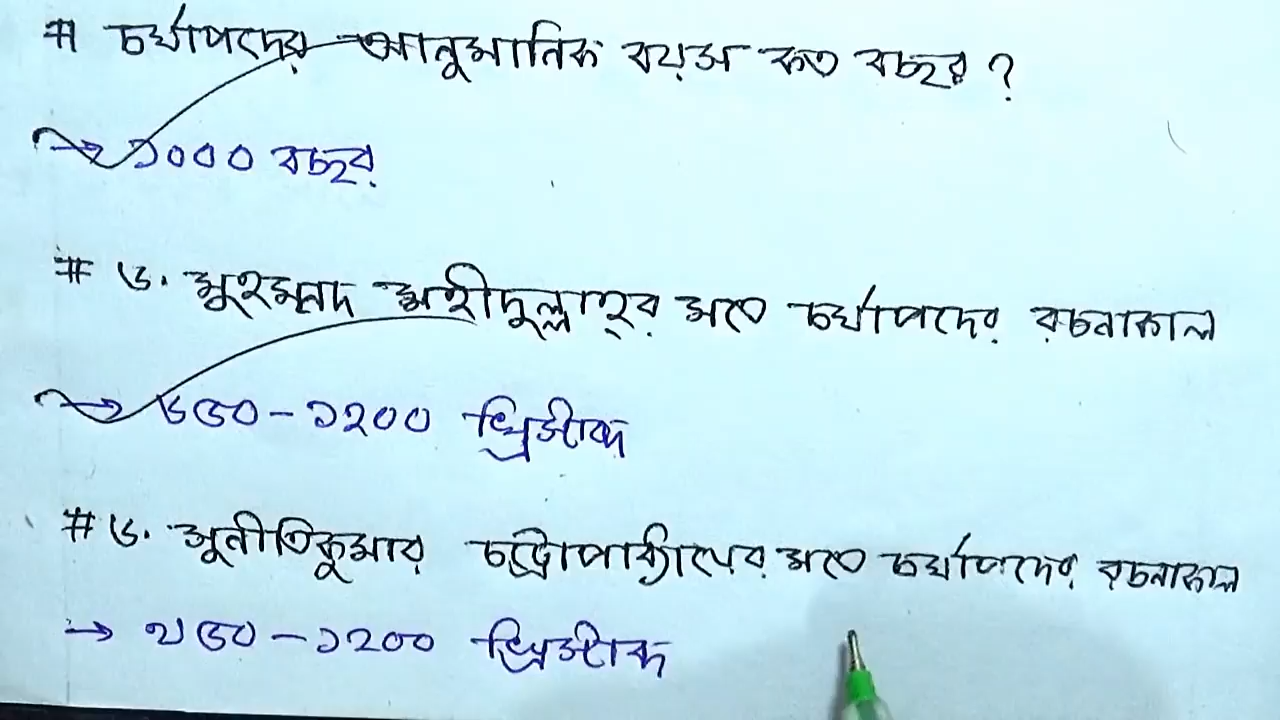 # চর্যাপদের আনুমানিক বয়স কত বছর?
→ ১০০০ বছর
# ড. মুহম্মদ শহীদুল্লাহ্‌র মতে চর্যাপদের রচনাকাল
→ ৬৫০-১২০০ খ্রিস্টাব্দ
# ড. সুনীতিকুমার চট্টোপাধ্যায়ের মতে চর্যাপদের রচনাকাল
→ ৯৫০-১২০০ খ্রিস্টাব্দ